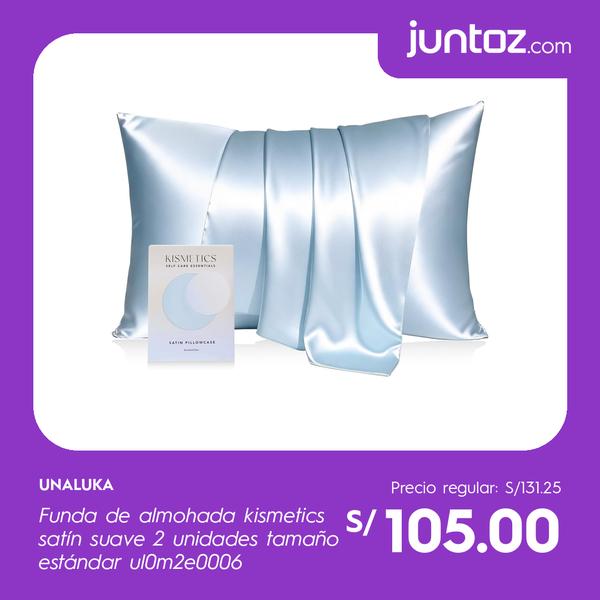 juntoz.com
KISMETICS
SELF CARE ESSENTIALS
SATIN PILLOWCASE
UNALUKA
Precio regular: S/131.25
Funda de almohada kismetics
satín suave 2 unidades tamaño
estándar ul0m2e0006
S/ 105.00